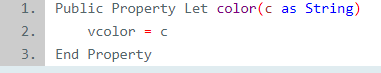 1. Public Property Let color(c as String)
2. vcolor = c
3. End Property